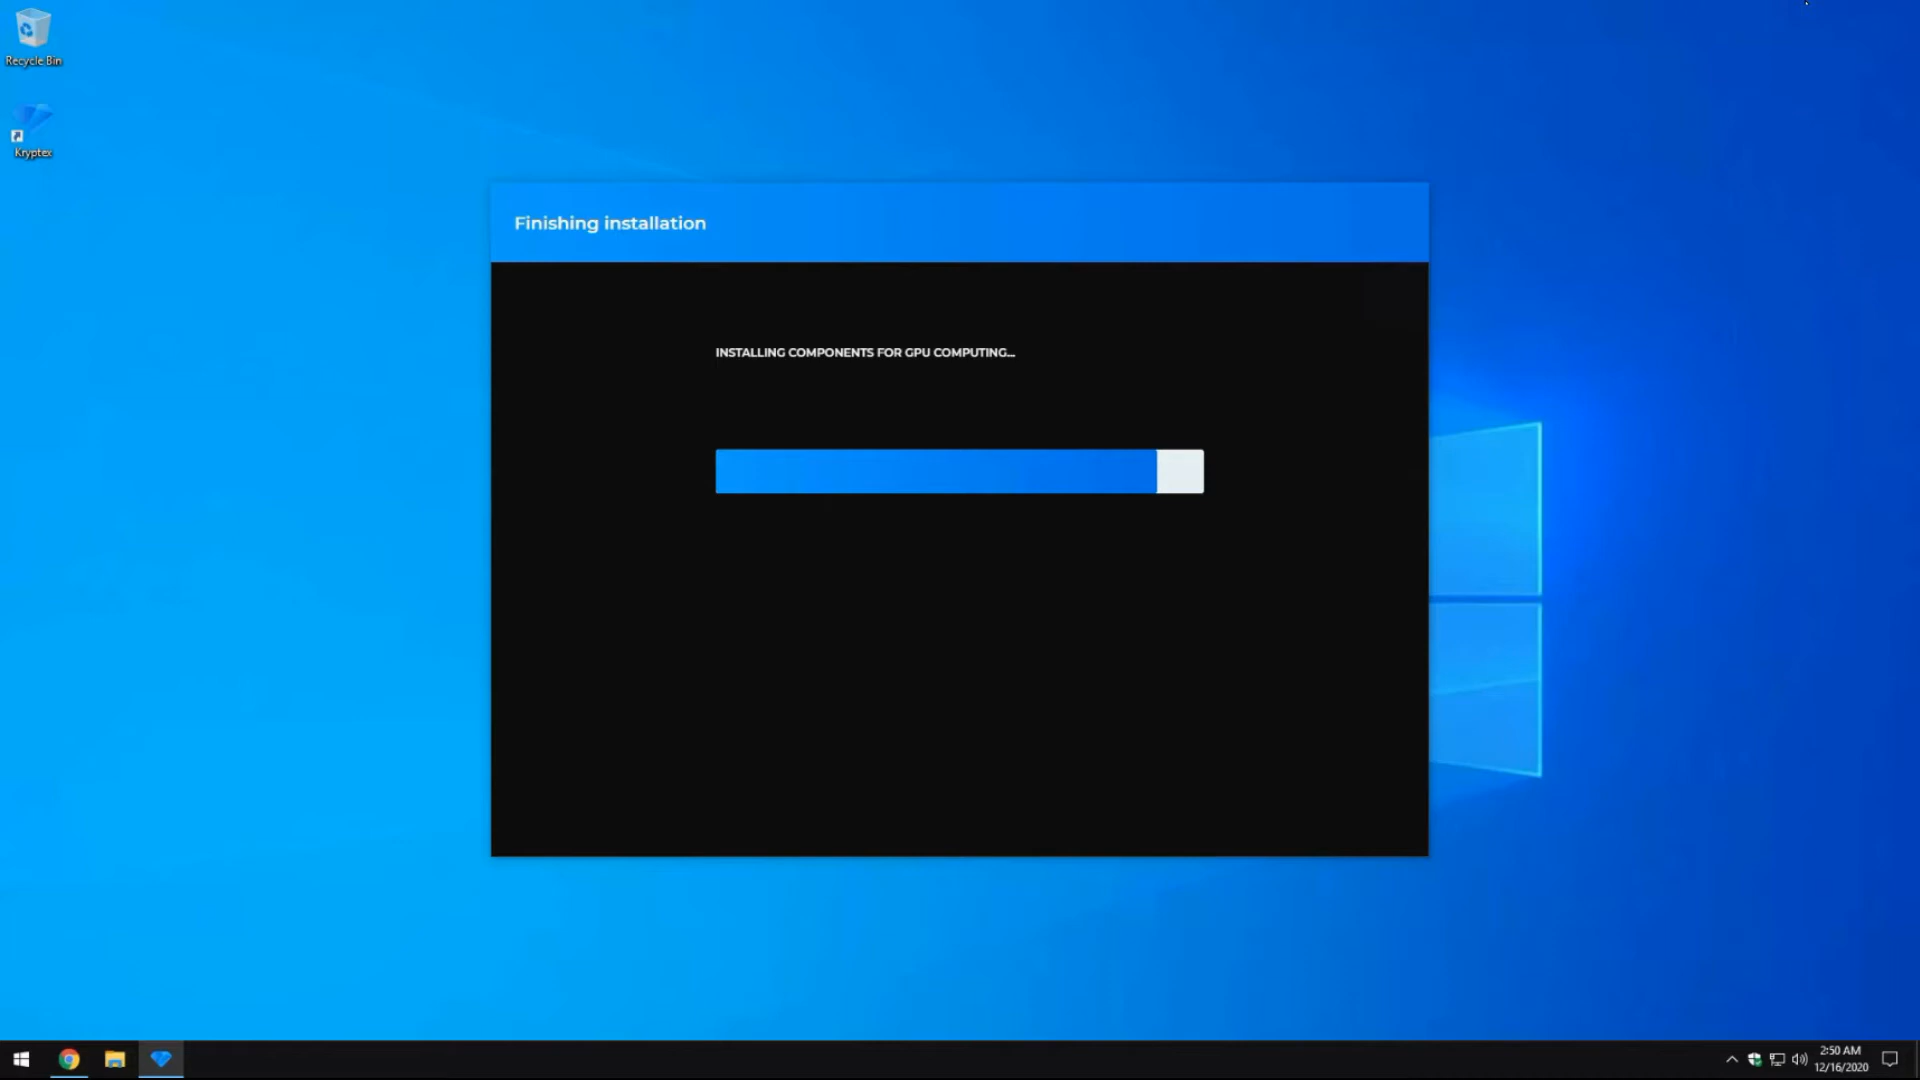 Recycle Bin
Kryptex
Finishing installation
INSTALLING COMPONENTS FOR GPU COMPUTING...
2:50 AM
12/16/2020